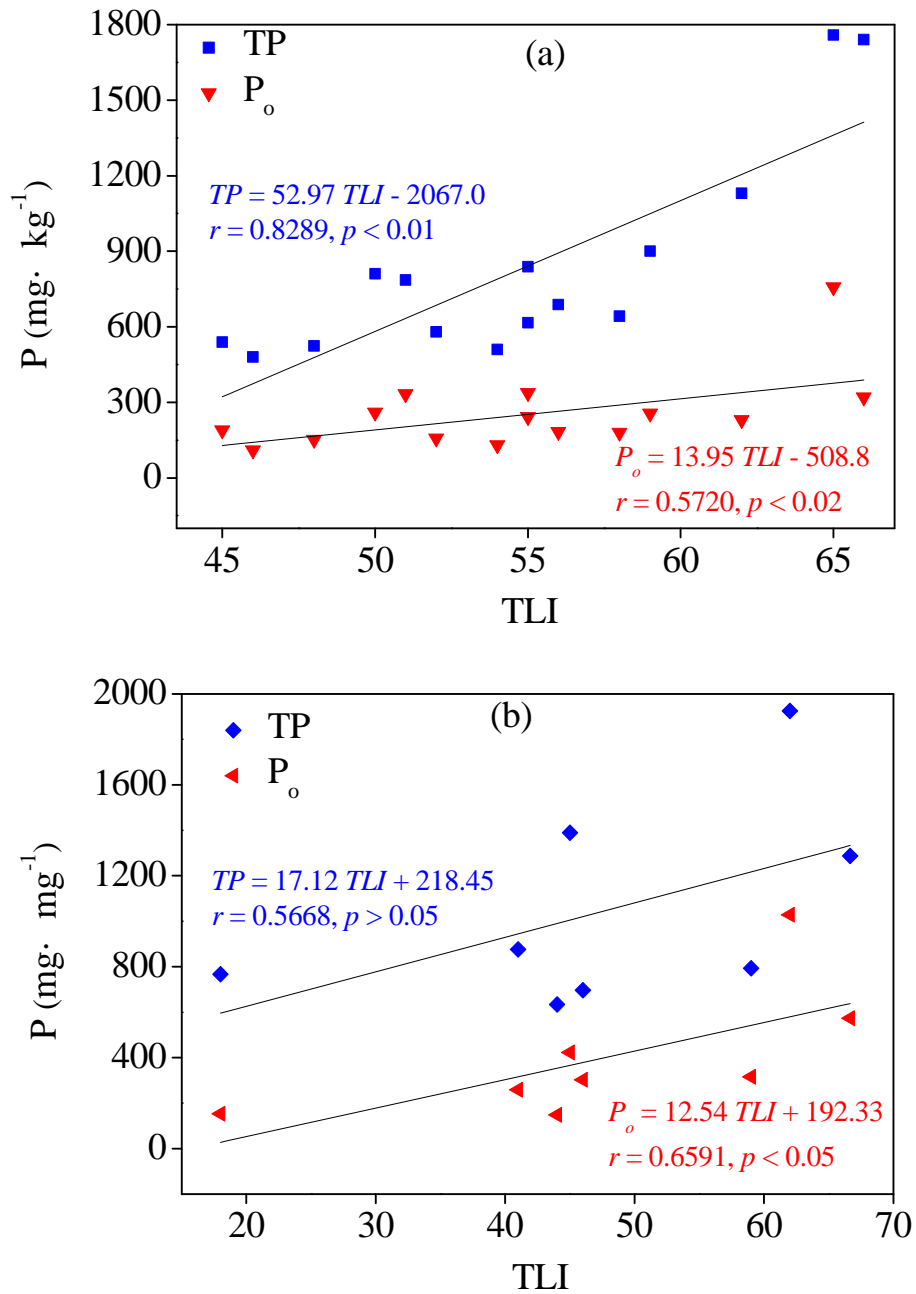 1800
1500
1200
900
600
300
0
P (mg· kg⁻¹)
TP
Pₒ
(a)
TP = 52.97 TLI - 2067.0
r = 0.8289, p < 0.01
Pₒ = 13.95 TLI - 508.8
r = 0.5720, p < 0.02
45 50 55 60 65
TLI
2000
1600
1200
800
400
0
P (mg· mg⁻¹)
TP
Pₒ
(b)
TP = 17.12 TLI + 218.45
r = 0.5668, p > 0.05
Pₒ = 12.54 TLI + 192.33
r = 0.6591, p < 0.05
20 30 40 50 60 70
TLI